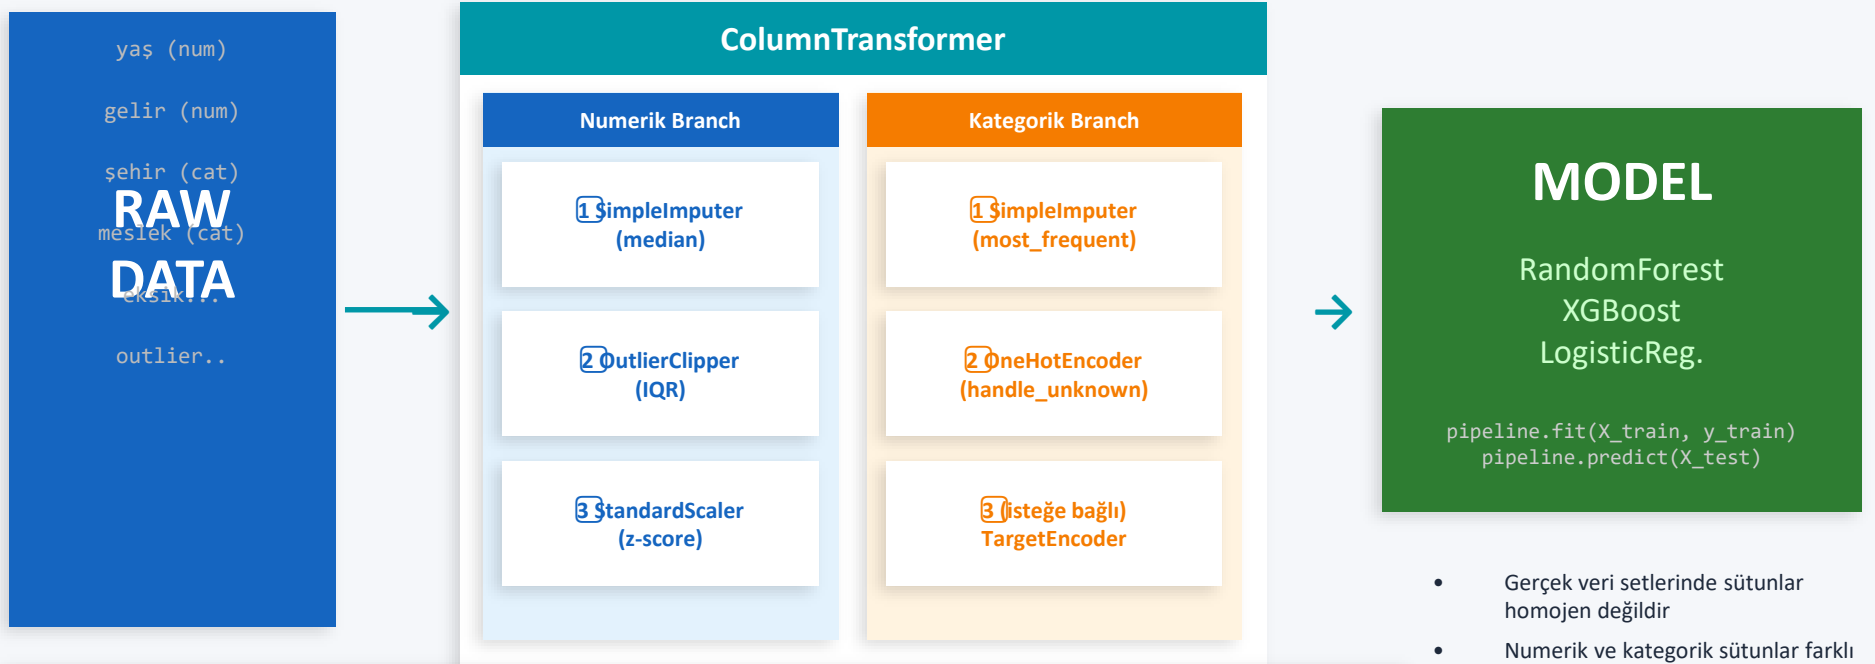 yaş (num)
gelir (num)
şehir (cat)
RAW
meslek (cat)
DATA
eksik...
outlier..
ColumnTransformer
Numerik Branch
1 SimpleImputer
(median)
2 OutlierClipper
(IQR)
3 StandardScaler
(z-score)
Kategorik Branch
1 SimpleImputer
(most_frequent)
2 OneHotEncoder
(handle_unknown)
3 (isteğe bağlı)
TargetEncoder
MODEL
RandomForest
XGBoost
LogisticReg.
pipeline.fit(X_train, y_train)
pipeline.predict(X_test)
• Gerçek veri setlerinde sütunlar
homojen değildir
• Numerik ve kategorik sütunlar farklı